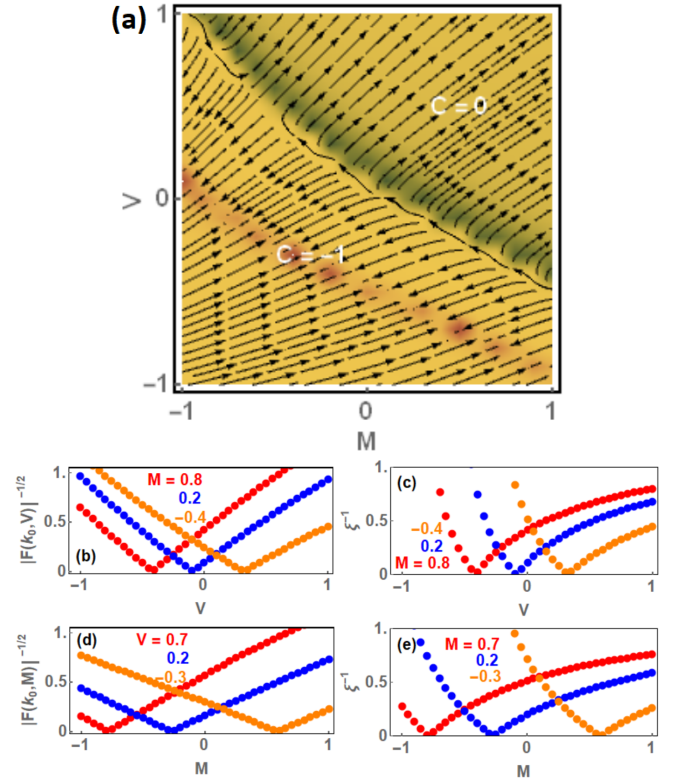 (a)
1
C = 0
V
0
C = -1
-1
-1 0 1
M
|F(k₀,V)|⁻¹/²
1.
0.5
0
M = 0.8
0.2
-0.4
(b)
-1 0 1
V
ξ⁻¹
1.
0.5
0
(c)
-0.4
0.2
M = 0.8
-1 0 1
V
|F(k₀,M)|⁻¹/²
1.
0.5
0
(d)
V = 0.7
0.2
-0.3
-1 0 1
M
ξ⁻¹
1.
0.5
0
(e)
M = 0.7
0.2
-0.3
-1 0 1
M